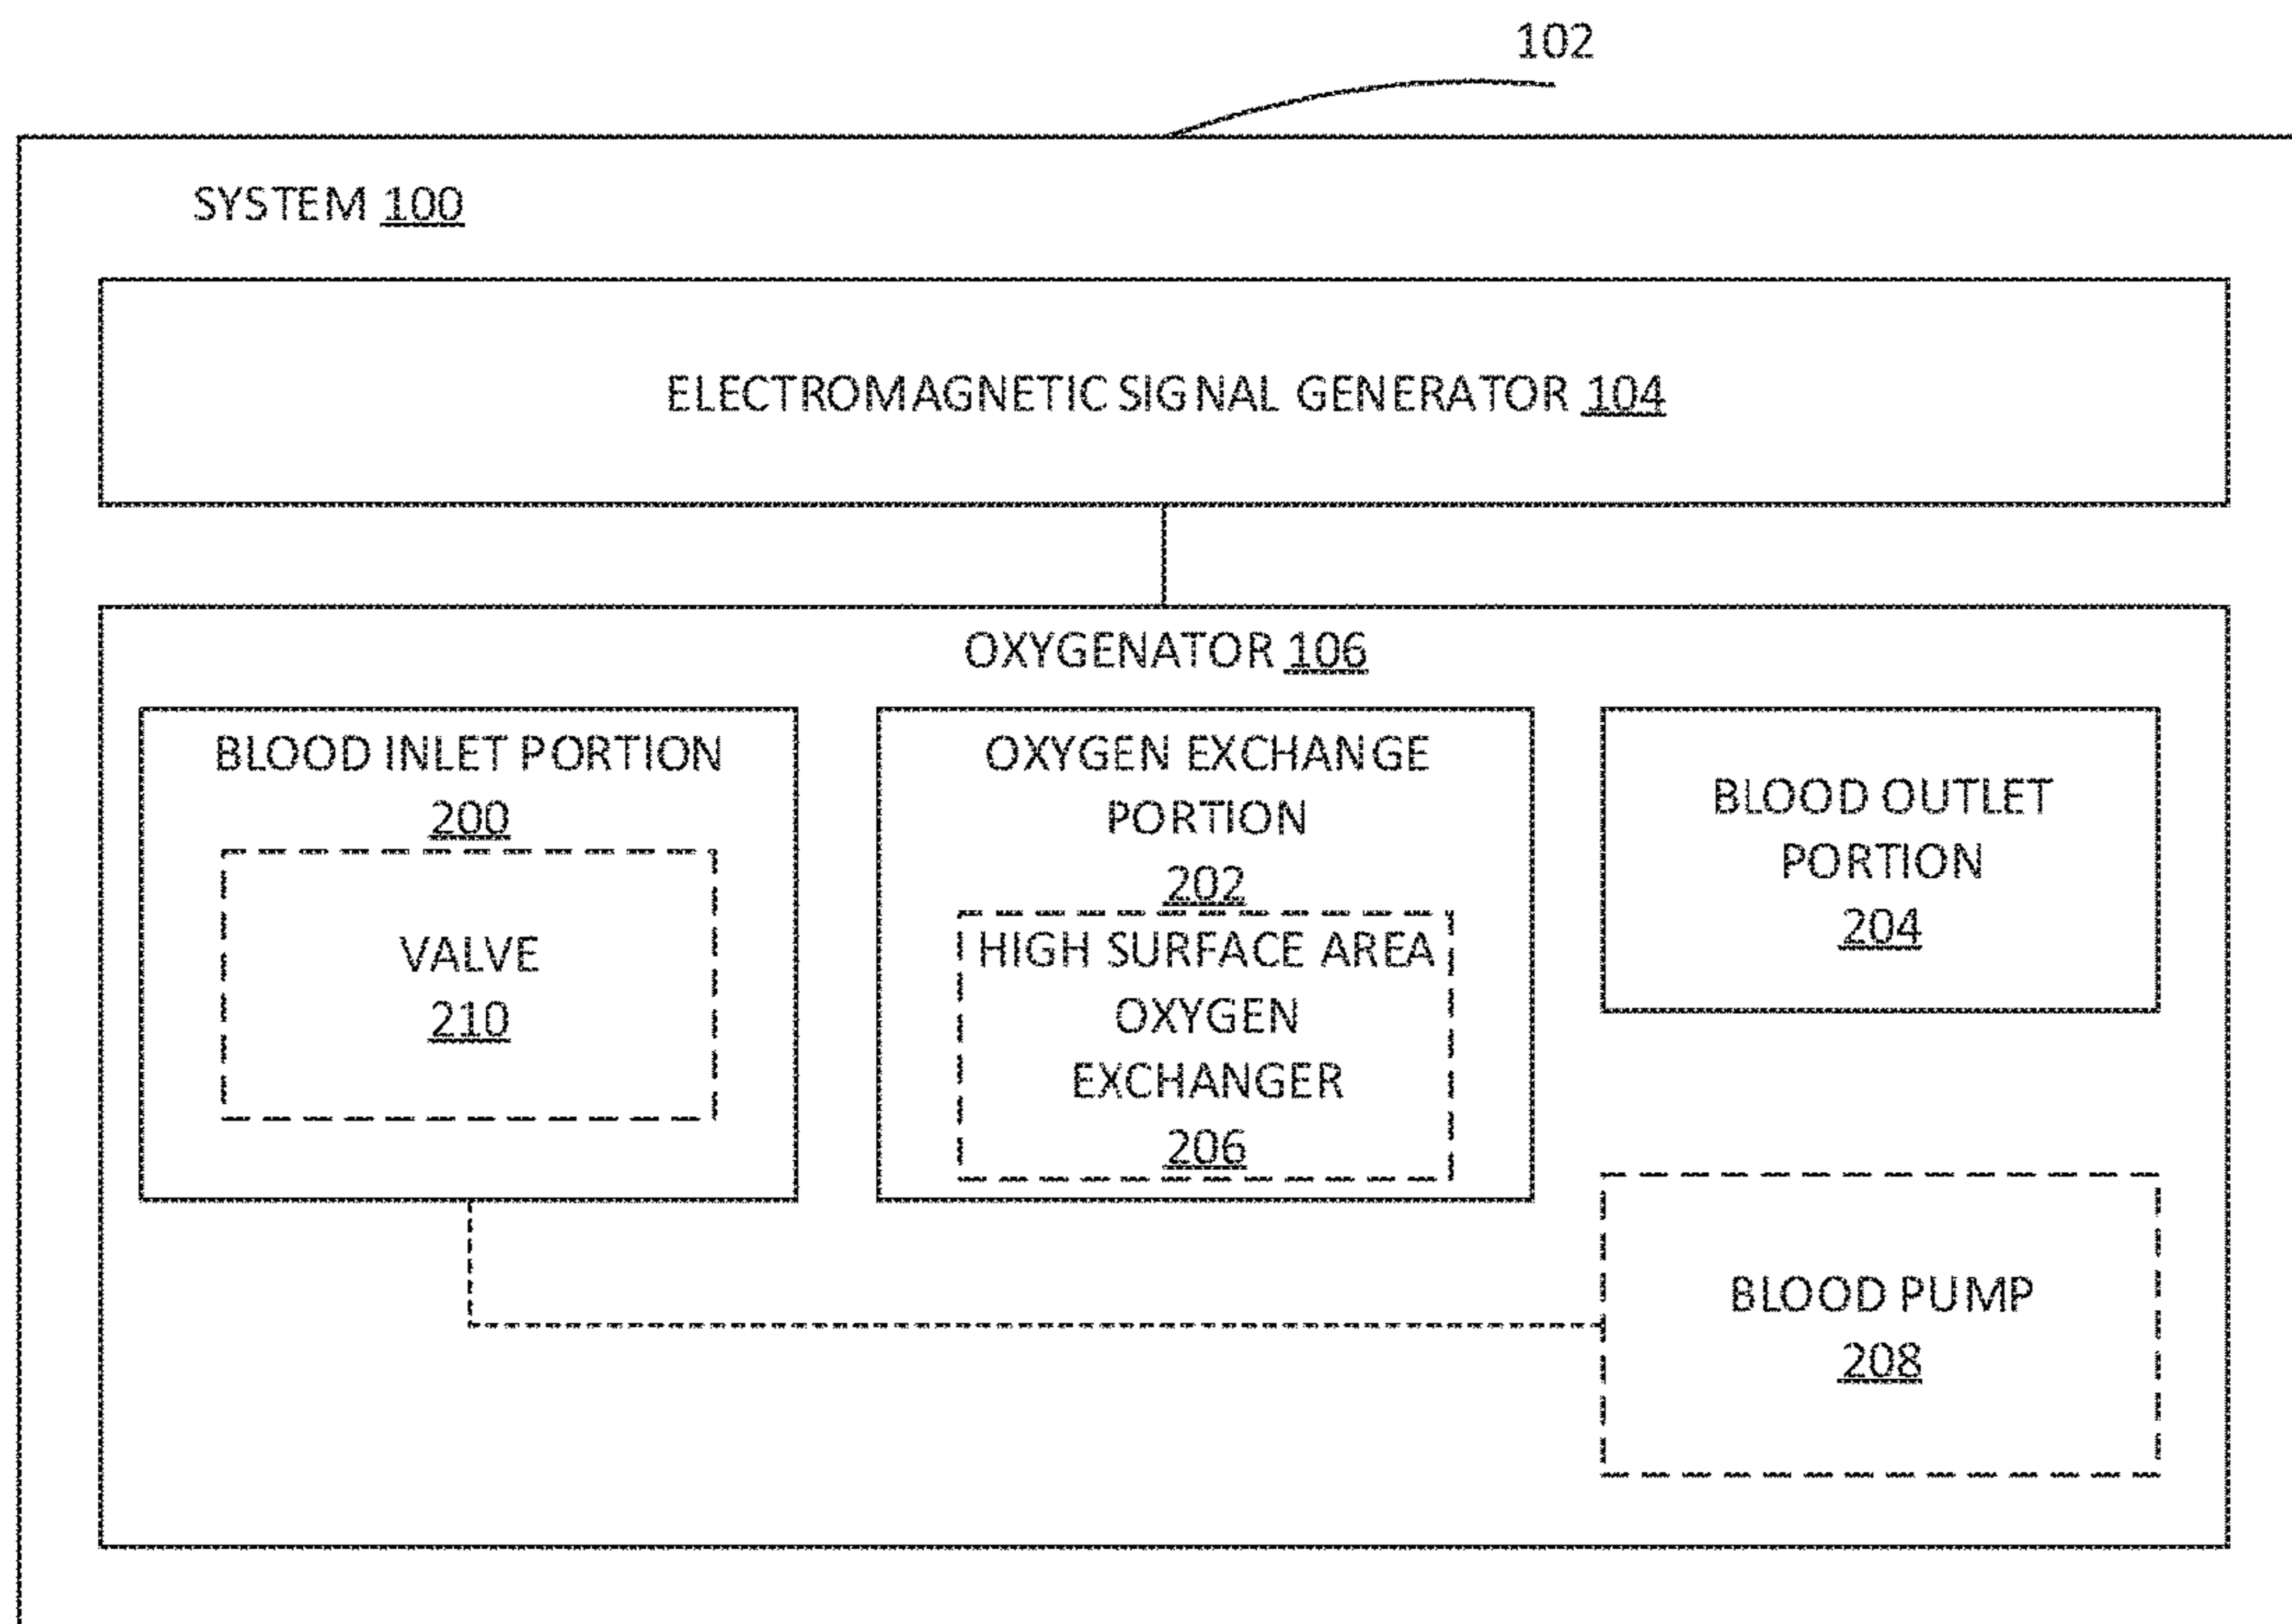 102
SYSTEM 100
ELECTROMAGNETIC SIGNAL GENERATOR 104
OXYGENATOR 106
BLOOD INLET PORTION
200
VALVE
210
OXYGEN EXCHANGE
PORTION
202
HIGH SURFACE AREA
OXYGEN
EXCHANGER
206
BLOOD OUTLET
PORTION
204
BLOOD PUMP
208